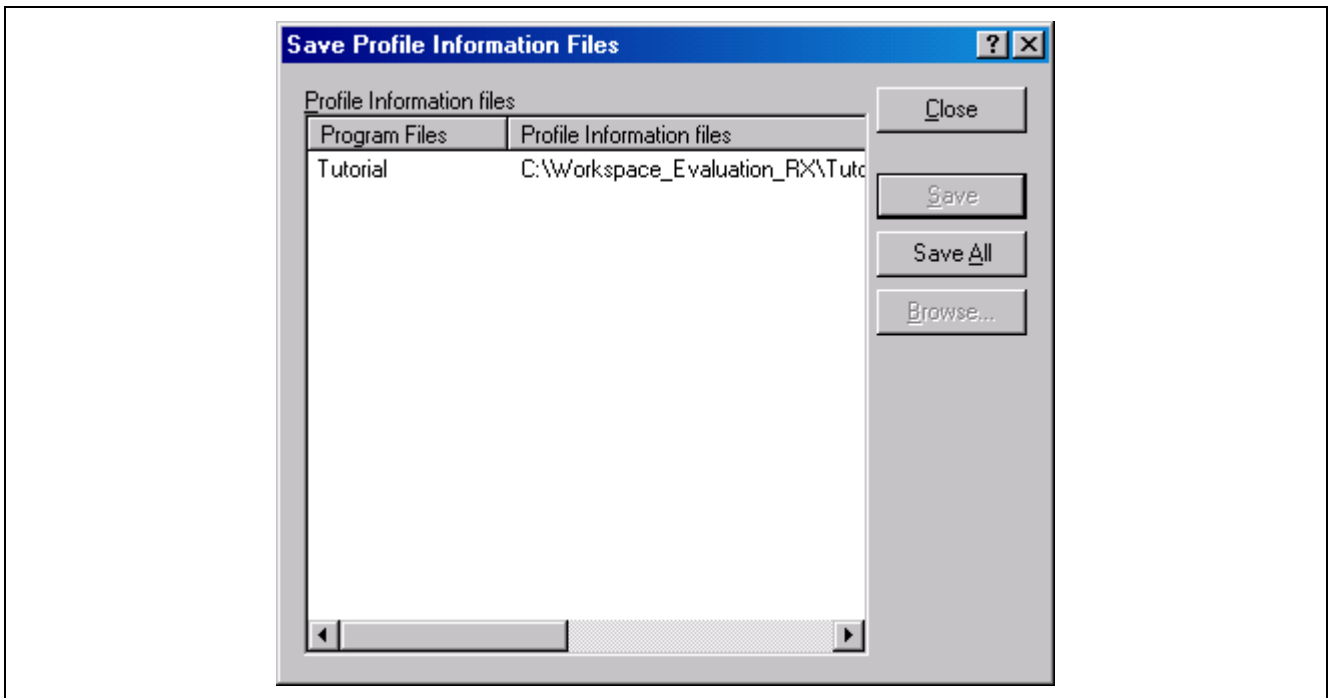 Save Profile Information Files
Profile Information files
Program Files Profile Information files
Tutorial C:\Workspace_Evaluation_RX\Tuto
Close
Save
Save All
Browse...